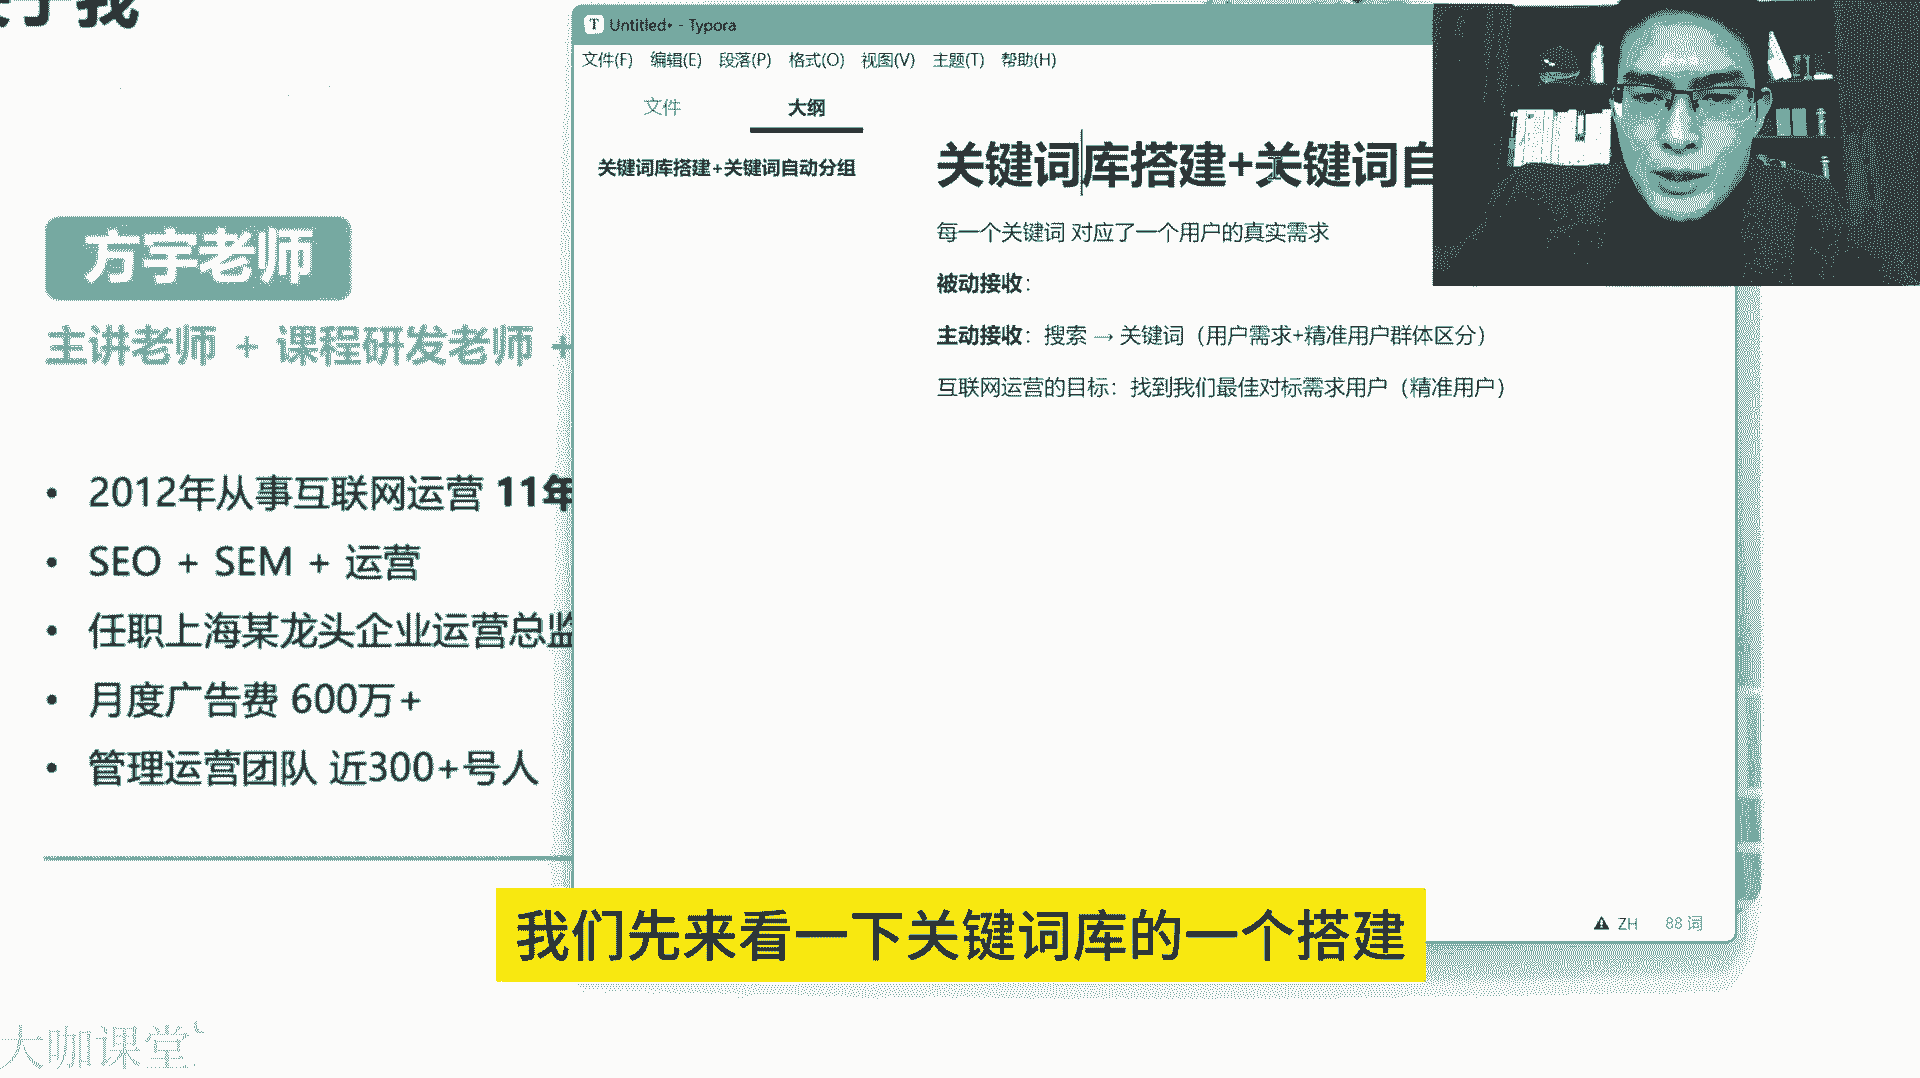 于我
方宇老师
主讲老师 + 课程研发老师 +
• 2012年从事互联网运营 11年
• SEO + SEM + 运营
• 任职上海某龙头企业运营总监
• 月度广告费 600万+
• 管理运营团队 近300+号人
大咖课堂
Untitled• - Typora
文件(F) 编辑(E) 段落(P) 格式(O) 视图(V) 主题(T) 帮助(H)
文件 大纲
关键词库搭建+关键词自动分组
关键词库搭建+关键词自
每一个关键词 对应了一个用户的真实需求
被动接收：
主动接收：搜索 → 关键词（用户需求+精准用户群体区分）
互联网运营的目标：找到我们最佳对标需求用户（精准用户）
ZH 88 词
我们先来看一下关键词库的一个搭建